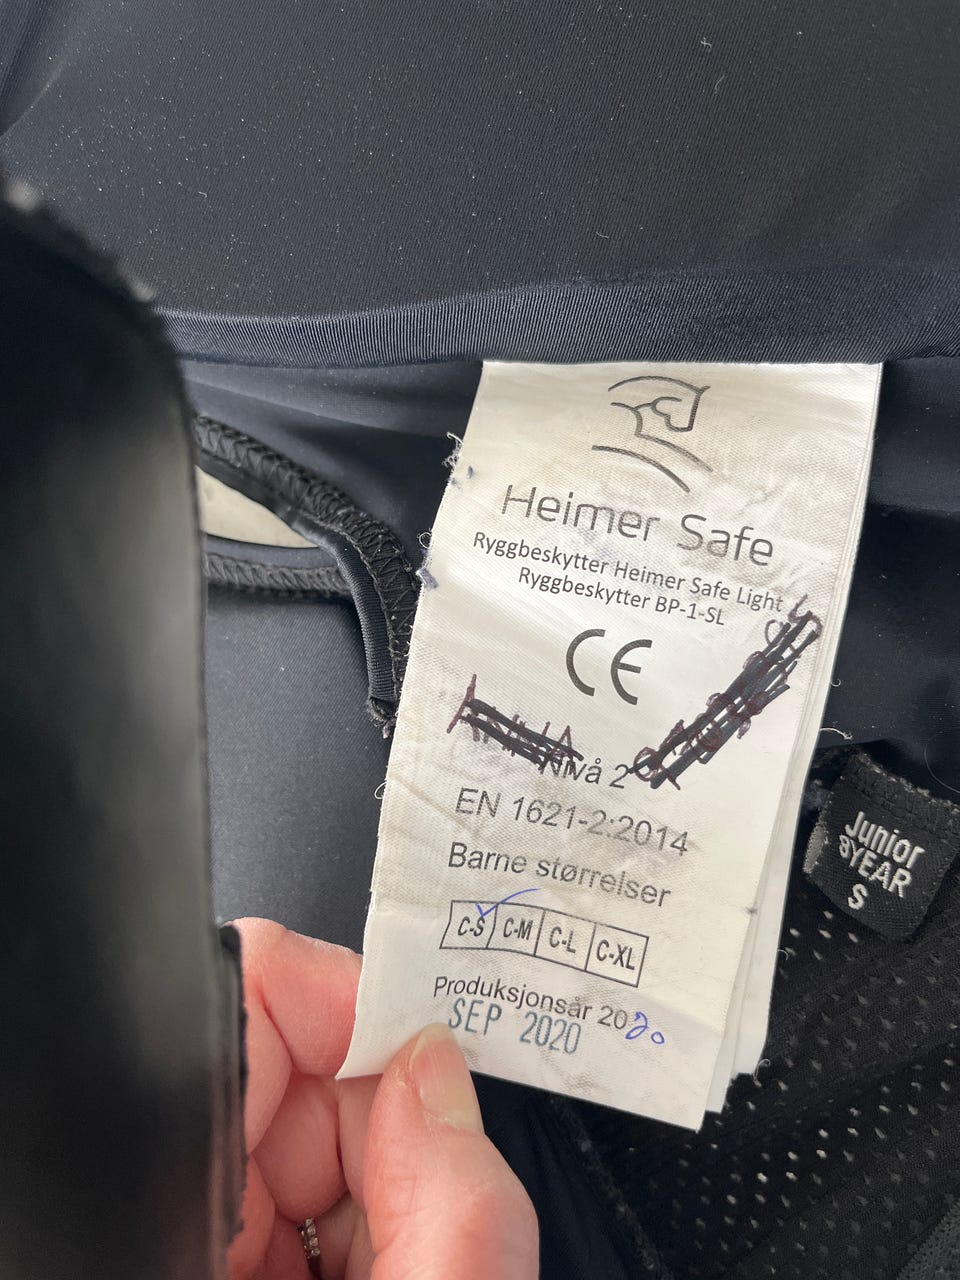 Heimer Safe
Ryggbeskytter Heimer Safe Light
Ryggbeskytter BP-1-SL
CE
Nivå 2
EN 1621-2:2014
Barne størrelser
C-S C-M C-L C-XL
Produksjonsår 2020
SEP 2020
Junior
8YEAR
S